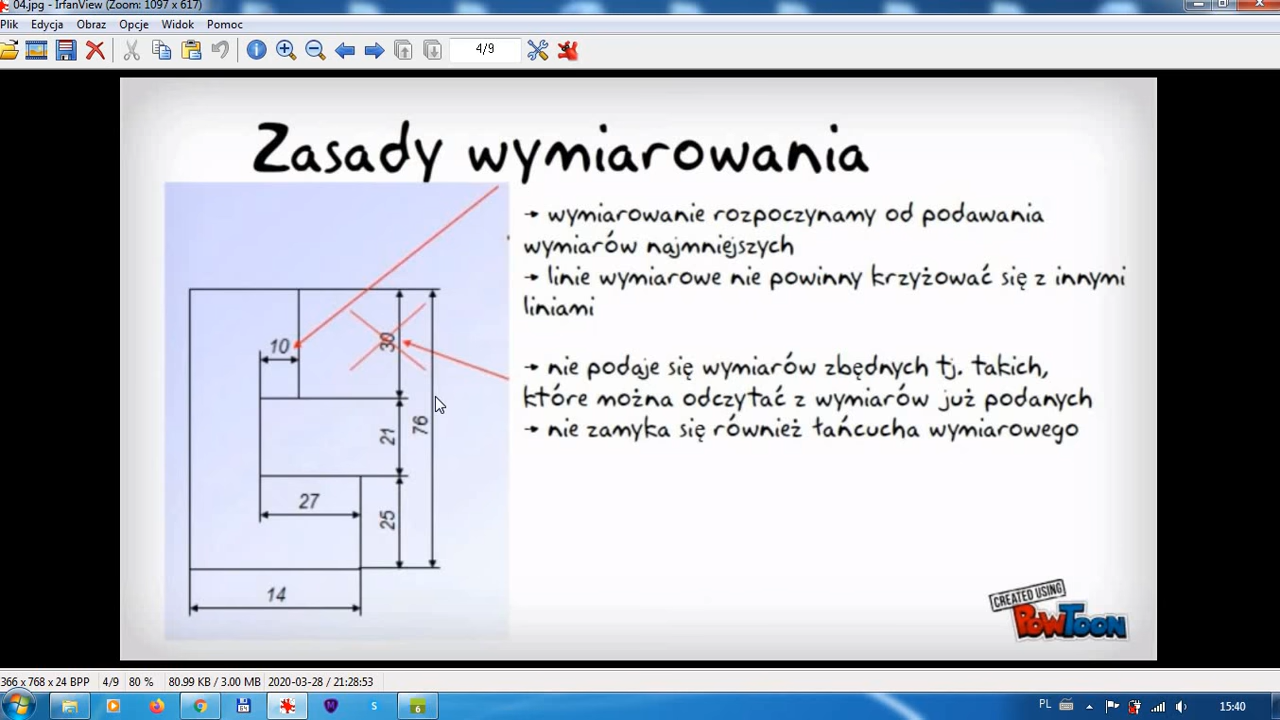 04.jpg - IrfanView (Zoom: 1097 x 617)
Plik Edycja Obraz Opcje Widok Pomoc
4/9
Zasady wymiarowania
→ wymiarowanie rozpoczynamy od podawania
wymiarów najmniejszych
→ linie wymiarowe nie powinny krzyżować się z innymi
liniami
→ nie podaje się wymiarów zbędnych tj. takich,
które można odczytać z wymiarów już podanych
→ nie zamyka się również łańcucha wymiarowego
10
30
21
76
27
25
14
CREATED USING
POWTOON
366 x 768 x 24 BPP 4/9 80 % 80.99 KB / 3.00 MB 2020-03-28 / 21:28:53
6
PL 15:40